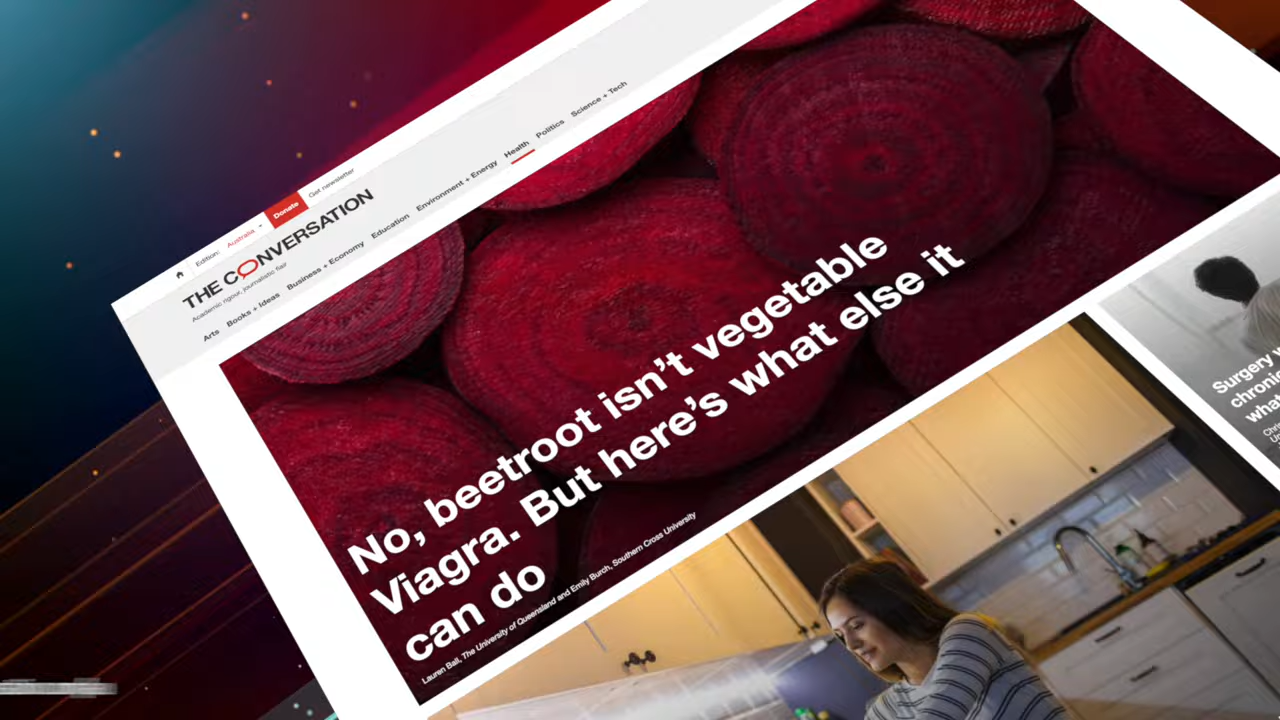 Edition: Australia Donate Get newsletter
THE CONVERSATION
Academic rigour, journalistic flair
Arts Books + Ideas Business + Economy Education Environment + Energy Health Politics Science + Tech
No, beetroot isn't vegetable
Viagra. But here's what else it
can do
Lauren Ball, The University of Queensland and Emily Burch, Southern Cross University
Surgery
chronic
what